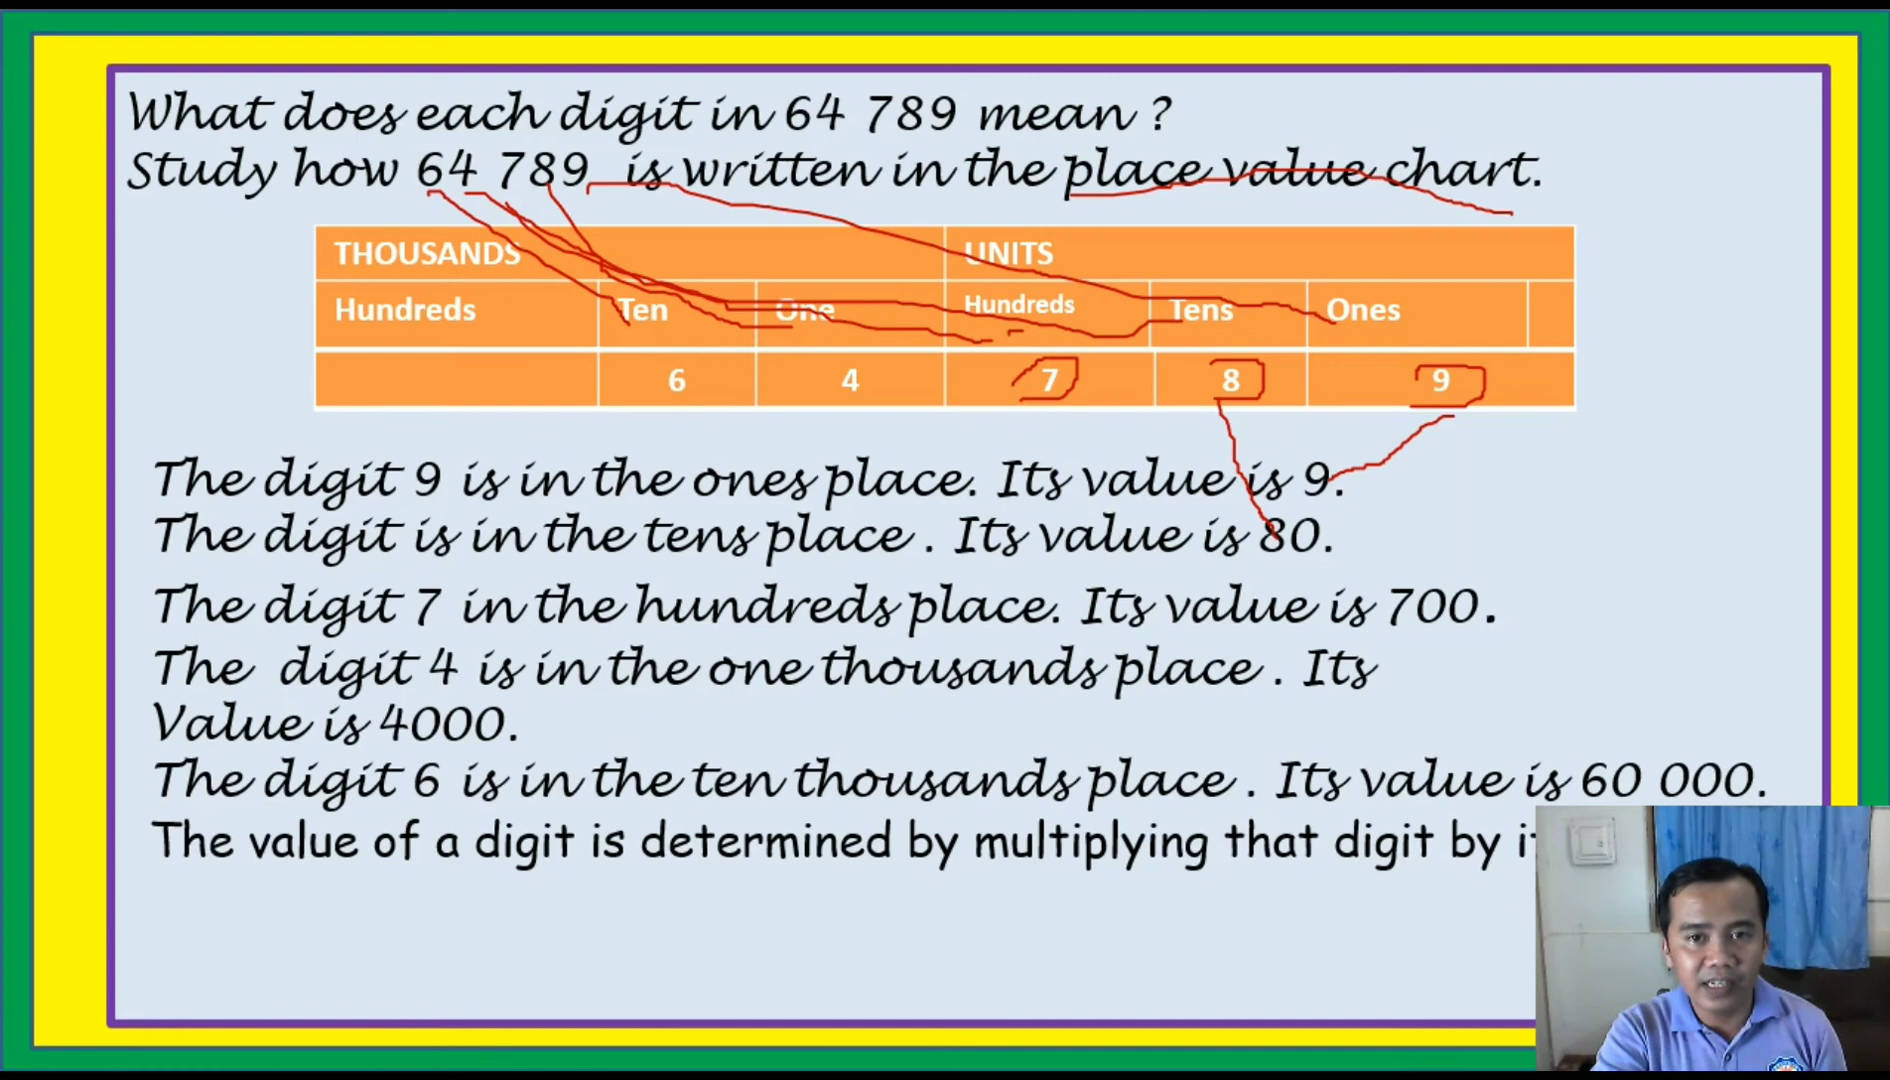 What does each digit in 64 789 mean ?
Study how 64 789 is written in the place value chart.
THOUSANDS UNITS
Hundreds Ten One Hundreds Tens Ones
6 4 7 8 9
The digit 9 is in the ones place. Its value is 9.
The digit is in the tens place . Its value is 80.
The digit 7 in the hundreds place. Its value is 700.
The digit 4 is in the one thousands place . Its
Value is 4000.
The digit 6 is in the ten thousands place . Its value is 60 000.
The value of a digit is determined by multiplying that digit by